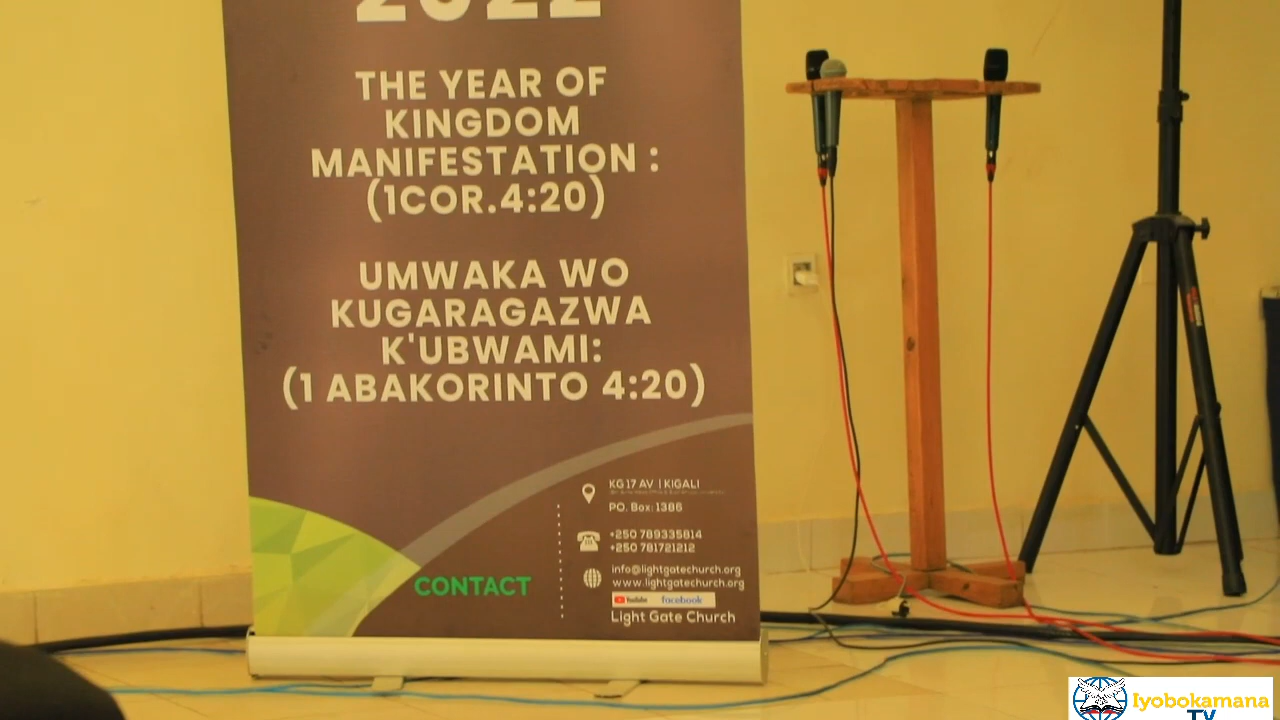 2022
THE YEAR OF
KINGDOM
MANIFESTATION :
(1COR.4:20)
UMWAKA WO
KUGARAGAZWA
K'UBWAMI:
(1 ABAKORINTO 4:20)
KG 17 AV | KIGALI
PO. Box: 1386
+250 789335814
+250 781721212
info@lightgatechurch.org
www.lightgatechurch.org
CONTACT
YouTube facebook
Light Gate Church
Iyobokamana
TV